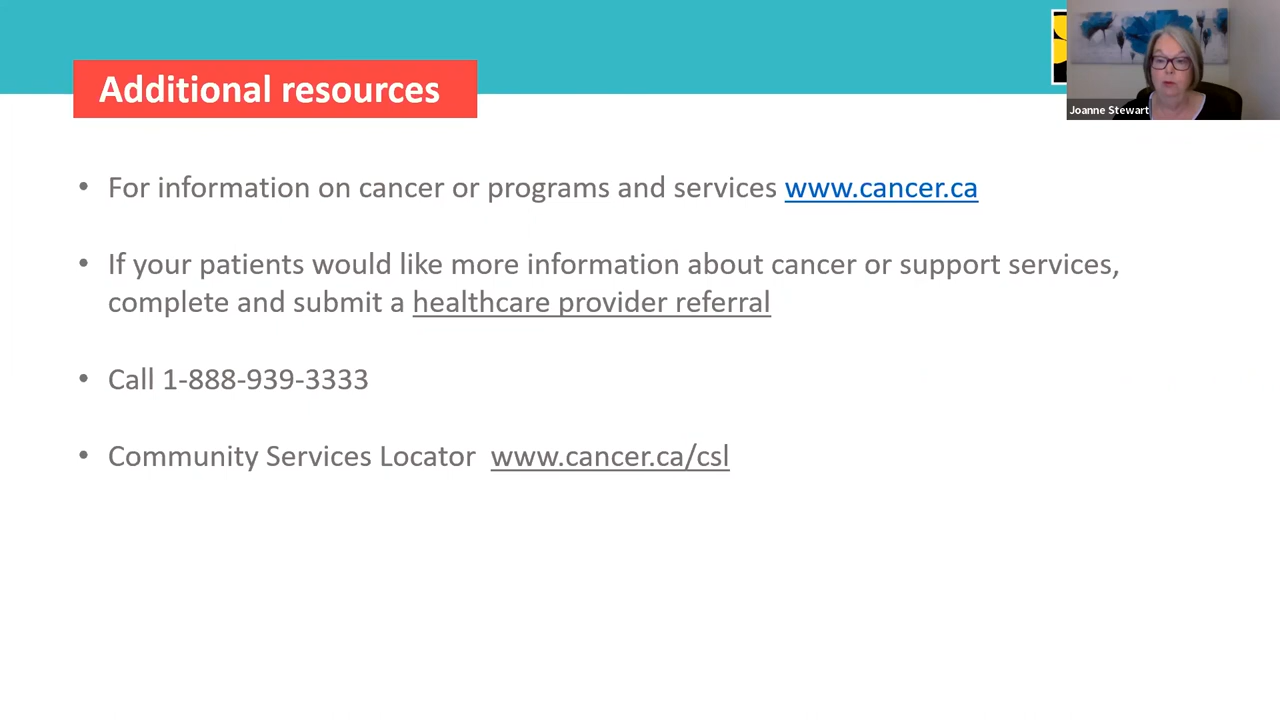 Additional resources
Joanne Stewart
• For information on cancer or programs and services www.cancer.ca
• If your patients would like more information about cancer or support services,
complete and submit a healthcare provider referral
• Call 1-888-939-3333
• Community Services Locator www.cancer.ca/csl